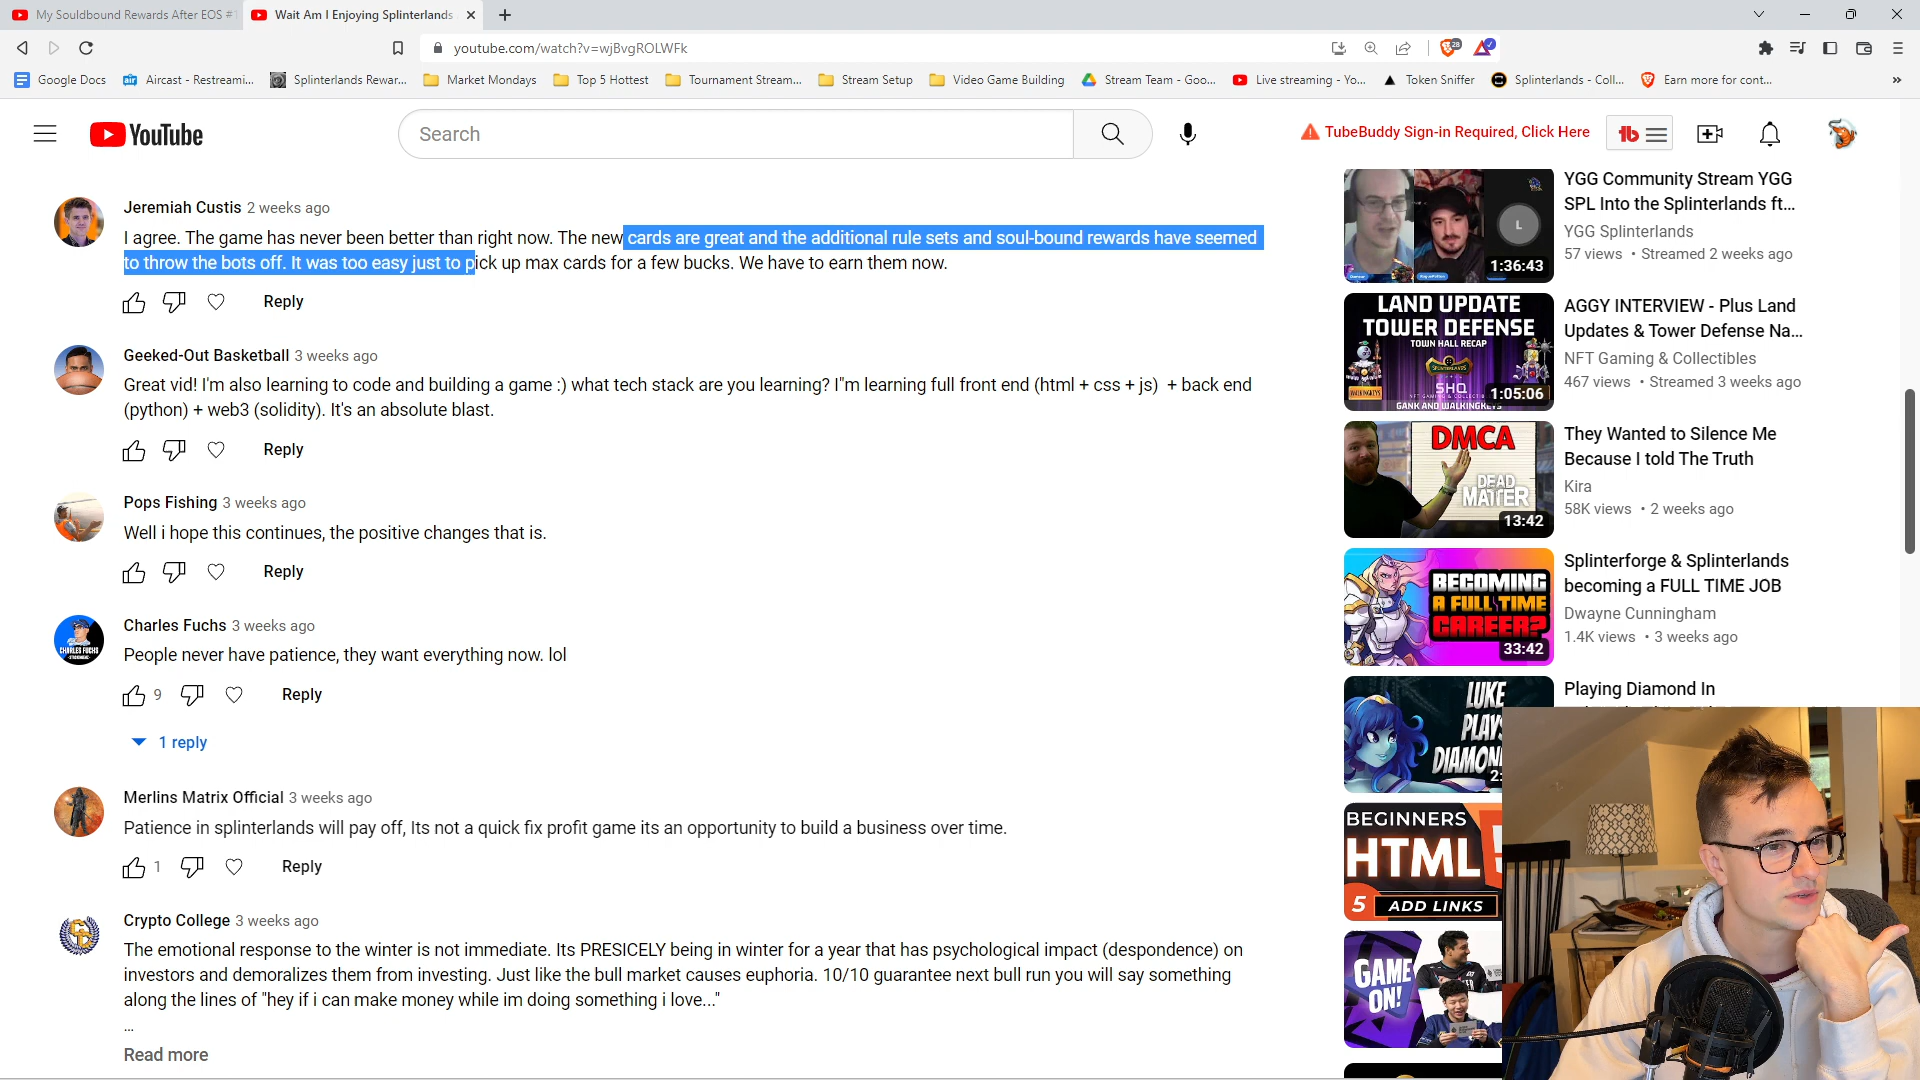 My Souldbound Rewards After EOS #
Wait Am I Enjoying Splinterlands
youtube.com/watch?v=wjBvgROLWFk
28
Google Docs
Aircast - Restreami...
Splinterlands Rewar...
Market Mondays
Top 5 Hottest
Tournament Stream...
Stream Setup
Video Game Building
Stream Team - Goo...
Live streaming - Yo...
Token Sniffer
Splinterlands - Coll...
Earn more for cont...
YouTube
Search
TubeBuddy Sign-in Required, Click Here
tb
Jeremiah Custis 2 weeks ago
I agree. The game has never been better than right now. The new cards are great and the additional rule sets and soul-bound rewards have seemed
to throw the bots off. It was too easy just to pick up max cards for a few bucks. We have to earn them now.
Reply
Geeked-Out Basketball 3 weeks ago
Great vid! I'm also learning to code and building a game :) what tech stack are you learning? I"m learning full front end (html + css + js) + back end
(python) + web3 (solidity). It's an absolute blast.
Reply
Pops Fishing 3 weeks ago
Well i hope this continues, the positive changes that is.
Reply
CHARLES FUCHS
Charles Fuchs 3 weeks ago
People never have patience, they want everything now. lol
9
Reply
1 reply
Merlins Matrix Official 3 weeks ago
Patience in splinterlands will pay off, Its not a quick fix profit game its an opportunity to build a business over time.
1
Reply
Crypto College 3 weeks ago
The emotional response to the winter is not immediate. Its PRESICELY being in winter for a year that has psychological impact (despondence) on
investors and demoralizes them from investing. Just like the bull market causes euphoria. 10/10 guarantee next bull run you will say something
along the lines of "hey if i can make money while im doing something i love..."
...
Read more
L
1:36:43
YGG Community Stream YGG
SPL Into the Splinterlands ft...
YGG Splinterlands
57 views • Streamed 2 weeks ago
LAND UPDATE
TOWER DEFENSE
TOWN HALL RECAP
SPLINTERLANDS
SHQ
GANK AND WALKINGKEYS
1:05:06
AGGY INTERVIEW - Plus Land
Updates & Tower Defense Na...
NFT Gaming & Collectibles
467 views • Streamed 3 weeks ago
DMCA
DEAD
MATTER
13:42
They Wanted to Silence Me
Because I told The Truth
Kira
58K views • 2 weeks ago
BECOMING
A FULL TIME
CAREER?
33:42
Splinterforge & Splinterlands
becoming a FULL TIME JOB
Dwayne Cunningham
1.4K views • 3 weeks ago
LUKE
PLAYS
DIAMON
2:
Playing Diamond In
BEGINNERS
HTML
5
ADD LINKS
GAME
ON!